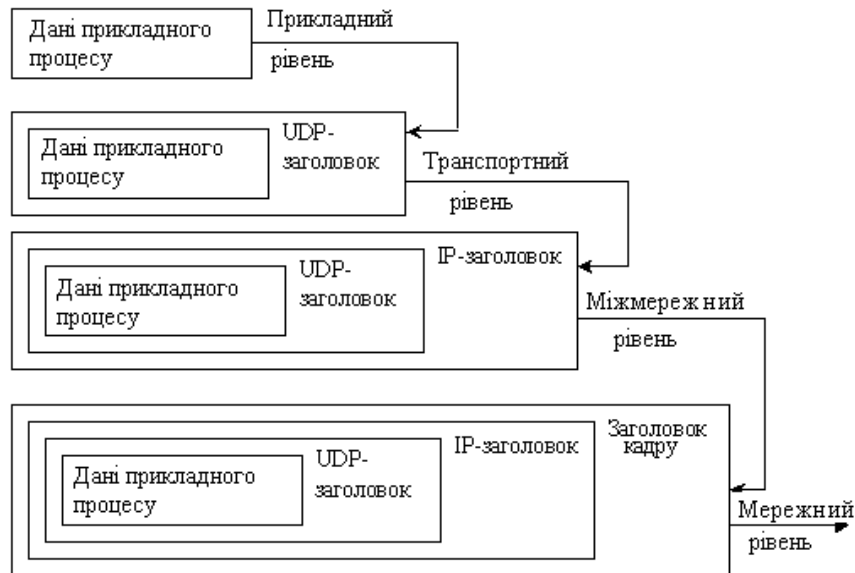 Дані прикладного
процесу
Прикладний
рівень
Дані прикладного
процесу
UDP-
заголовок
Транспортний
рівень
Дані прикладного
процесу
UDP-
заголовок
IP-заголовок
Міжмережний
рівень
Дані прикладного
процесу
UDP-
заголовок
IP-заголовок
Заголовок
кадру
Мережний
рівень